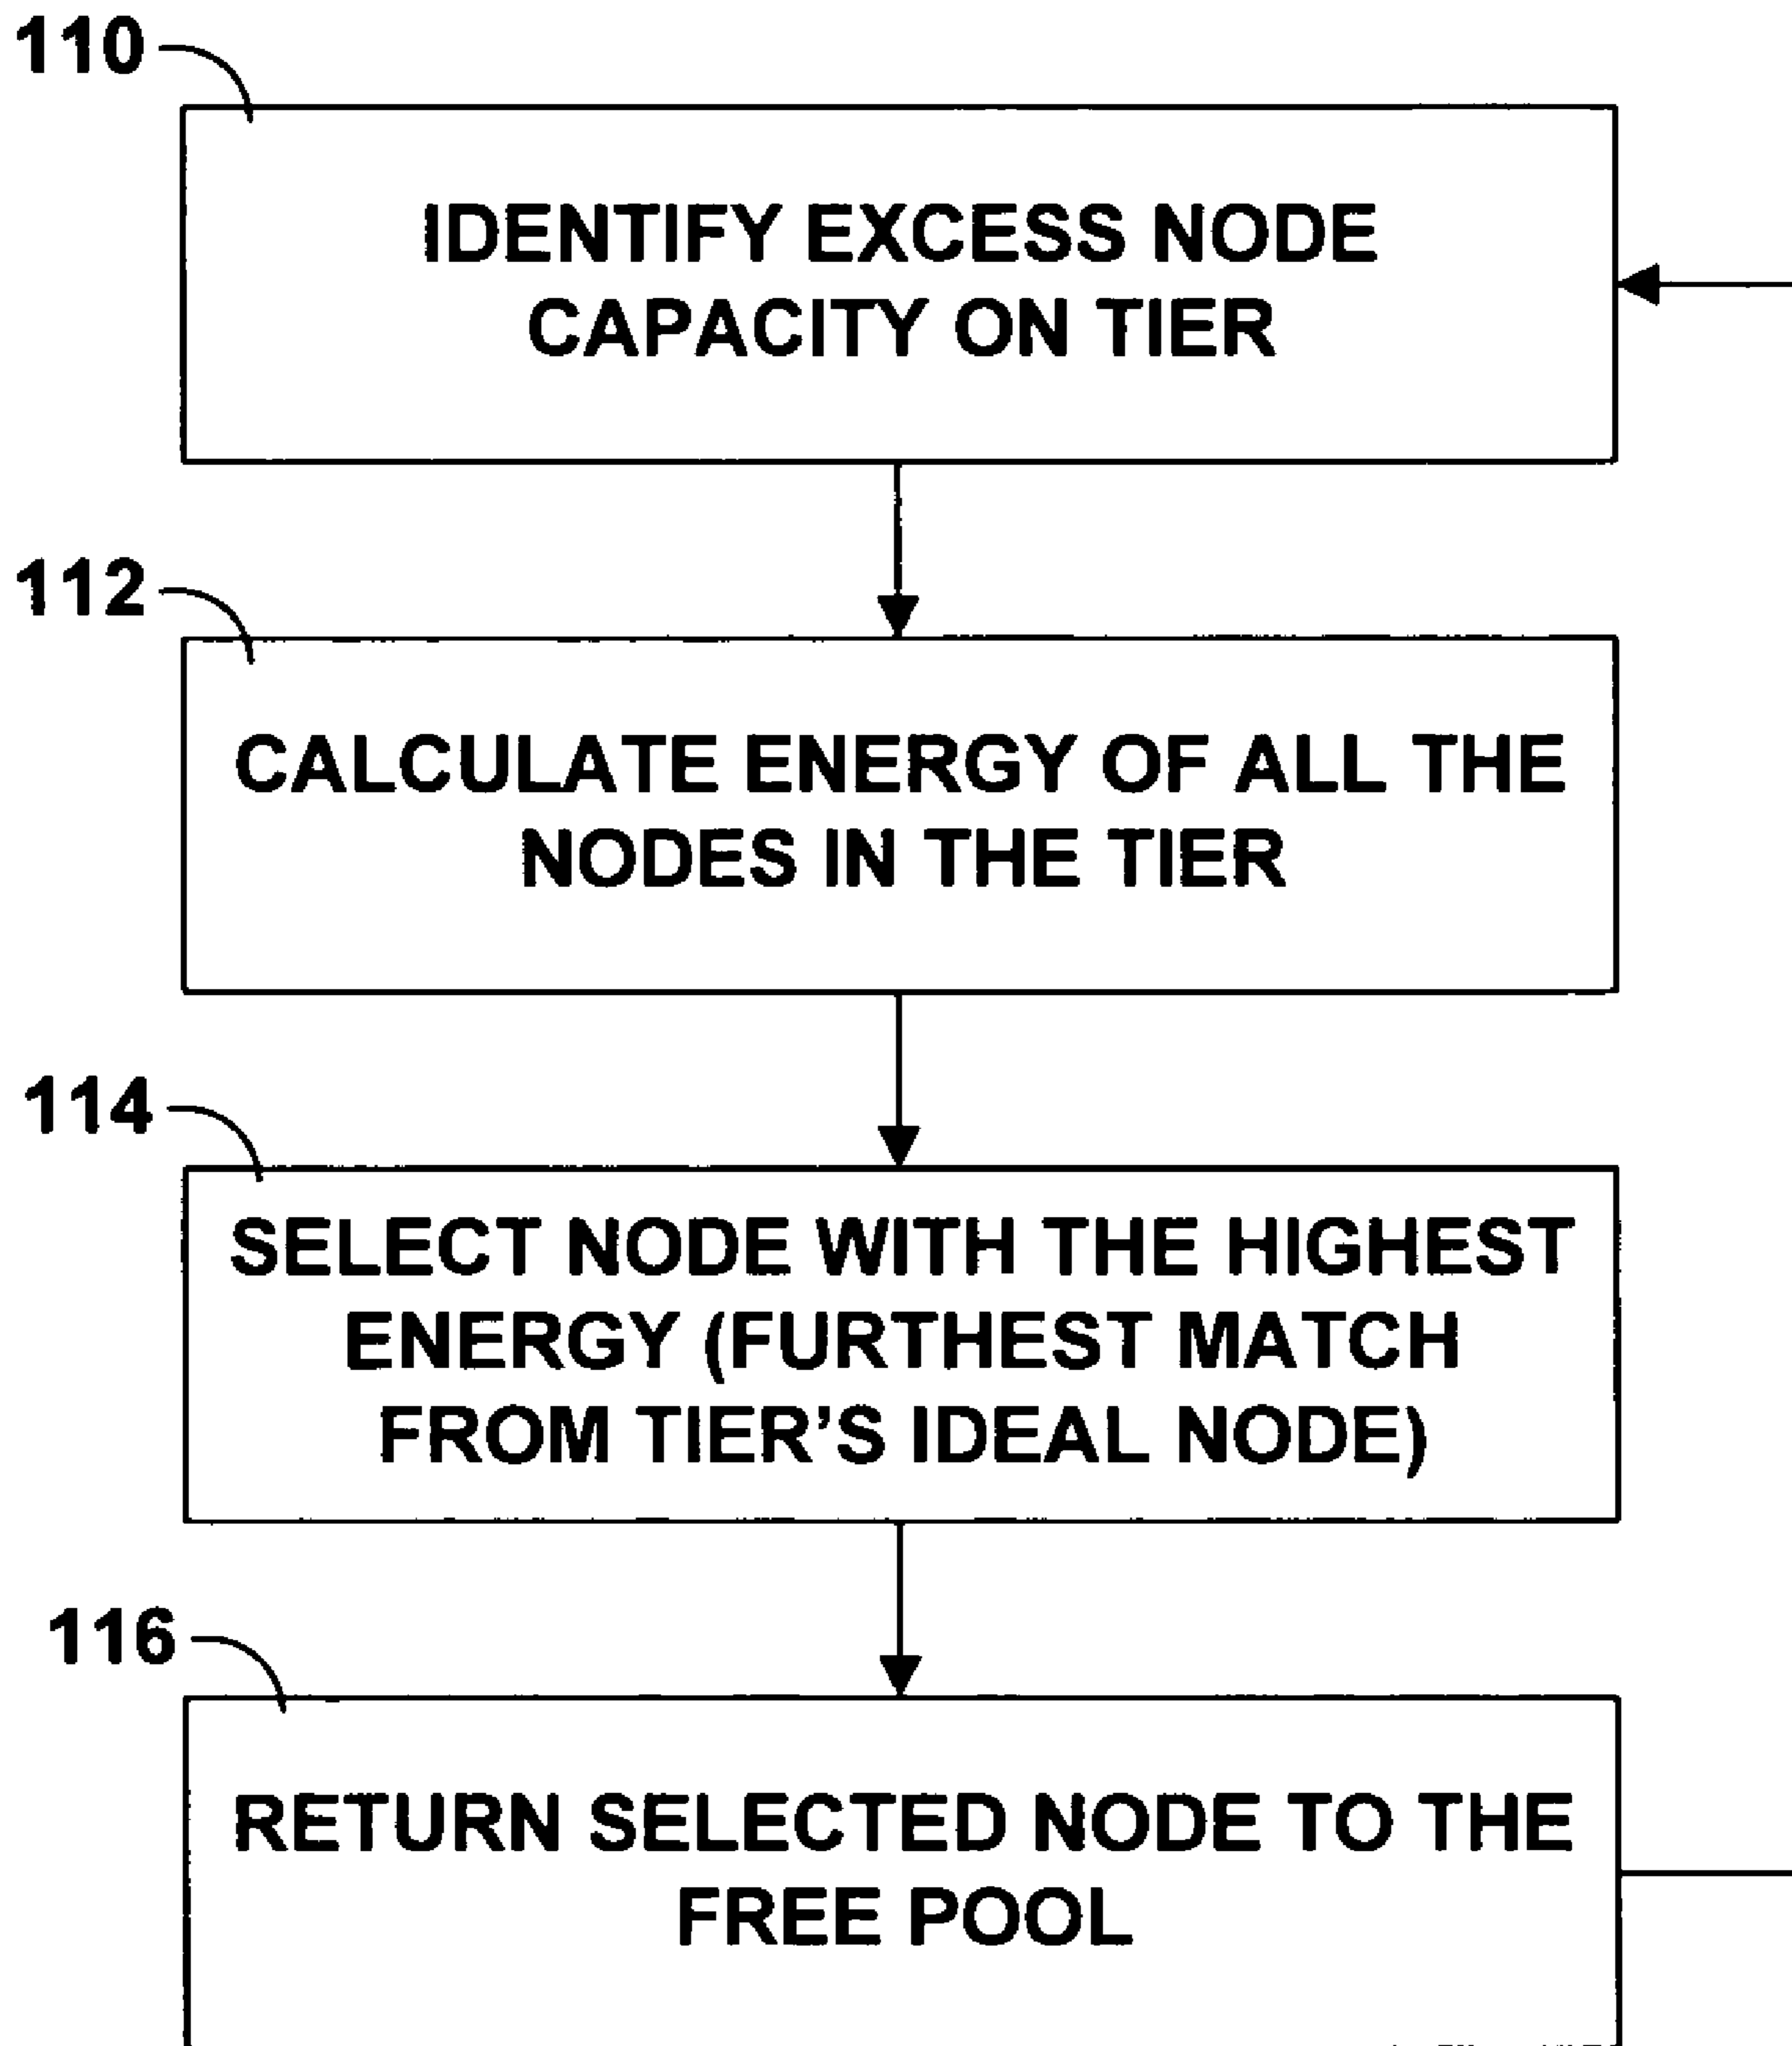 110
IDENTIFY EXCESS NODE
CAPACITY ON TIER
112
CALCULATE ENERGY OF ALL THE
NODES IN THE TIER
114
SELECT NODE WITH THE HIGHEST
ENERGY (FURTHEST MATCH
FROM TIER’S IDEAL NODE)
116
RETURN SELECTED NODE TO THE
FREE POOL